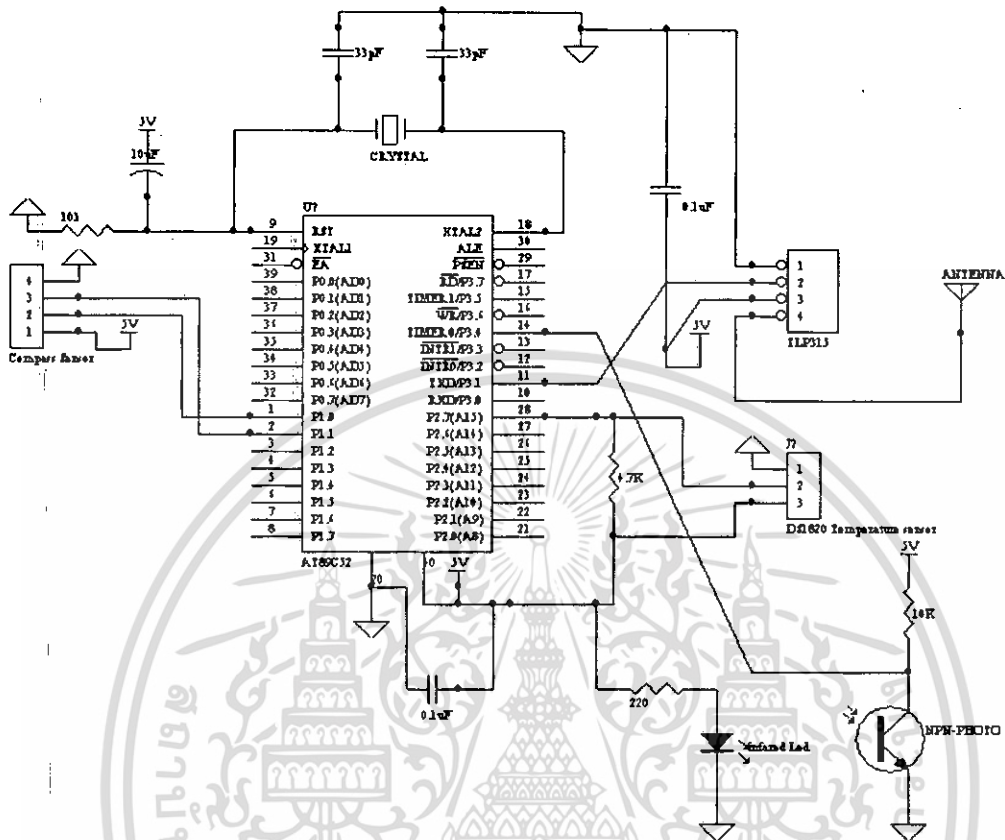 33pF
33pF
5V
10uF
CRYSTAL
0.1uF
10k
U?
9 RST
19 XTAL1
31 EA
39 P0.0(AD0)
38 P0.1(AD1)
37 P0.2(AD2)
36 P0.3(AD3)
35 P0.4(AD4)
34 P0.5(AD5)
33 P0.6(AD6)
32 P0.7(AD7)
1 P1.0
2 P1.1
3 P1.2
4 P1.3
5 P1.4
6 P1.5
7 P1.6
8 P1.7
XTAL2 18
ALE 30
PSEN 29
RD/P3.7 17
TIMER1/P3.5 15
WR/P3.6 16
TIMER0/P3.4 14
INTR1/P3.3 13
INTR0/P3.2 12
TXD/P3.1 11
RXD/P3.0 10
P2.7(A15) 28
P2.6(A14) 27
P2.5(A13) 26
P2.4(A12) 25
P2.3(A11) 24
P2.2(A10) 23
P2.1(A9) 22
P2.0(A8) 21
AT89C52
4
3
2
1
5V
Compass Sensor
1
2
3
4
5V
TLP315
ANTENNA
4.7K
J?
1
2
3
DS1820 Temperature sensor
5V
10K
NPN-PHOTO
5V
20
0.1uF
220
Infared Led